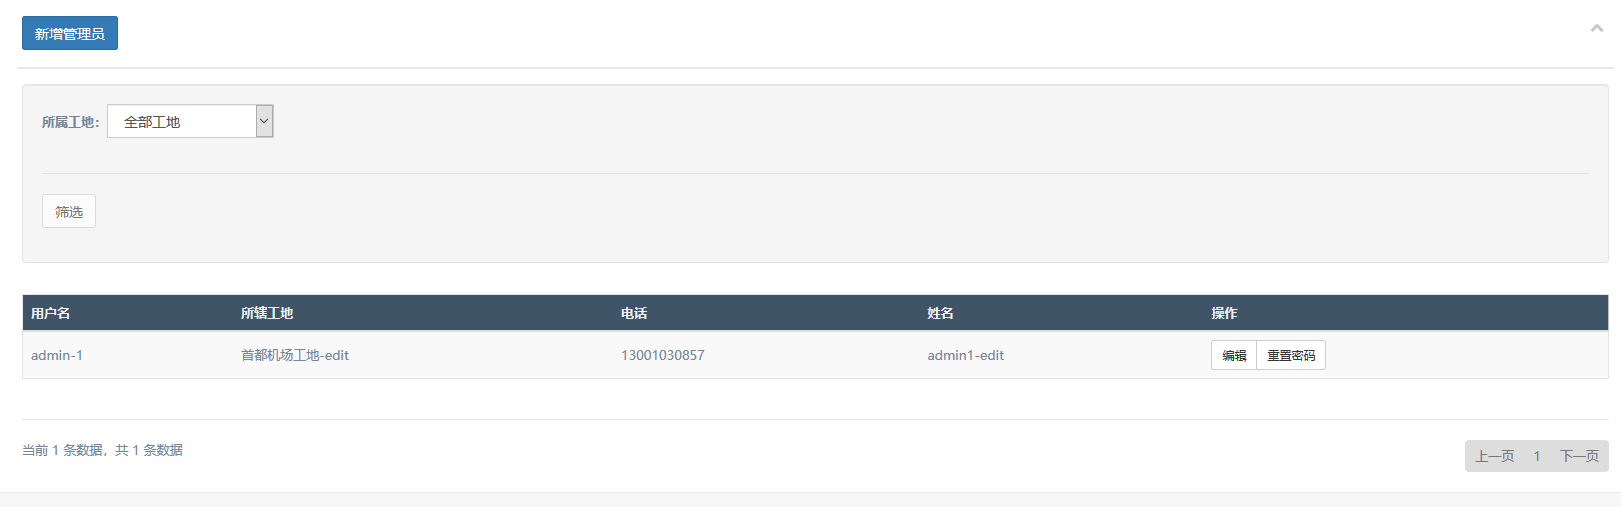 新增管理员
所属工地： 全部工地
筛选
用户名 所辖工地 电话 姓名 操作
admin-1 首都机场工地-edit 13001030857 admin1-edit 编辑 重置密码
当前 1 条数据，共 1 条数据 上一页 1 下一页